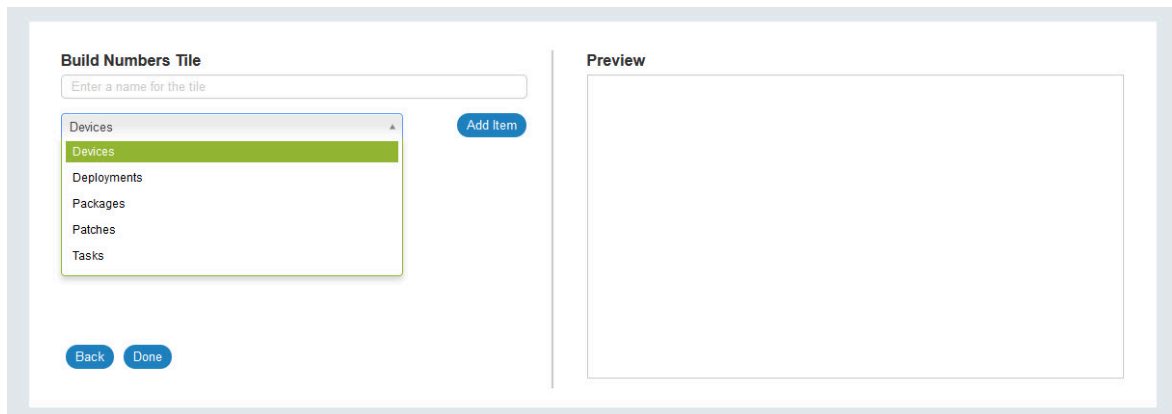 Build Numbers Tile
Enter a name for the tile
Devices
Add Item
Devices
Deployments
Packages
Patches
Tasks
Back
Done
Preview